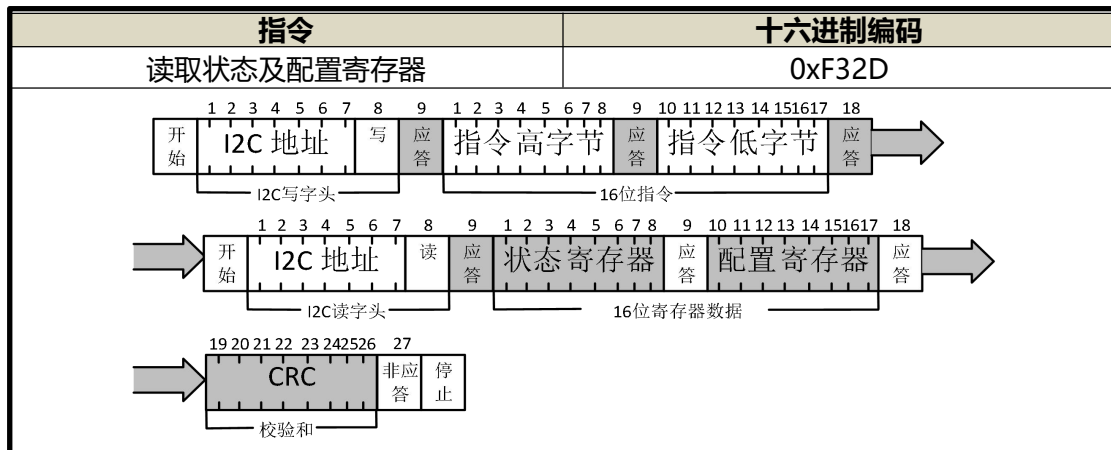 指令 十六进制编码
读取状态及配置寄存器 0xF32D
1 2 3 4 5 6 7 8 9 1 2 3 4 5 6 7 8 9 10 11 12 13 14 15 16 17 18
开始 I2C 地址 写 应答 指令高字节 应答 指令低字节 应答
I2C写字头 16位指令
1 2 3 4 5 6 7 8 9 1 2 3 4 5 6 7 8 9 10 11 12 13 14 15 16 17 18
开始 I2C 地址 读 应答 状态寄存器 应答 配置寄存器 应答
I2C读字头 16位寄存器数据
19 20 21 22 23 24 25 26 27
CRC 非应答 停止
校验和